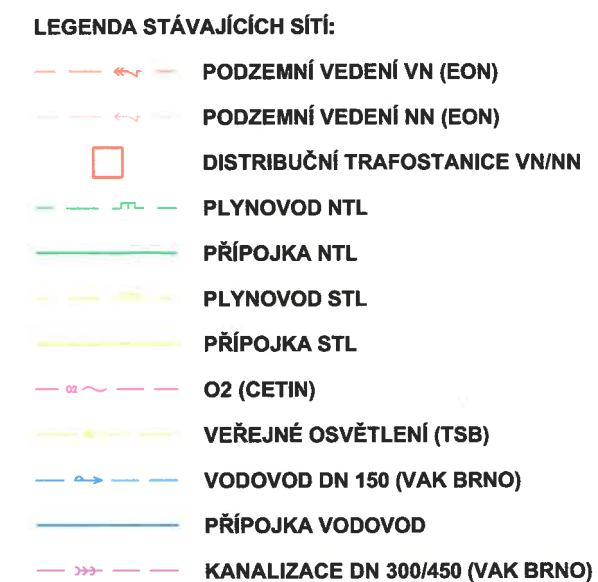 LEGENDA STÁVAJÍCÍCH SÍTÍ:
PODZEMNÍ VEDENÍ VN (EON)
PODZEMNÍ VEDENÍ NN (EON)
DISTRIBUČNÍ TRAFOSTANICE VN/NN
PLYNOVOD NTL
PŘÍPOJKA NTL
PLYNOVOD STL
PŘÍPOJKA STL
02 O2 (CETIN)
VEŘEJNÉ OSVĚTLENÍ (TSB)
VODOVOD DN 150 (VAK BRNO)
PŘÍPOJKA VODOVOD
KANALIZACE DN 300/450 (VAK BRNO)